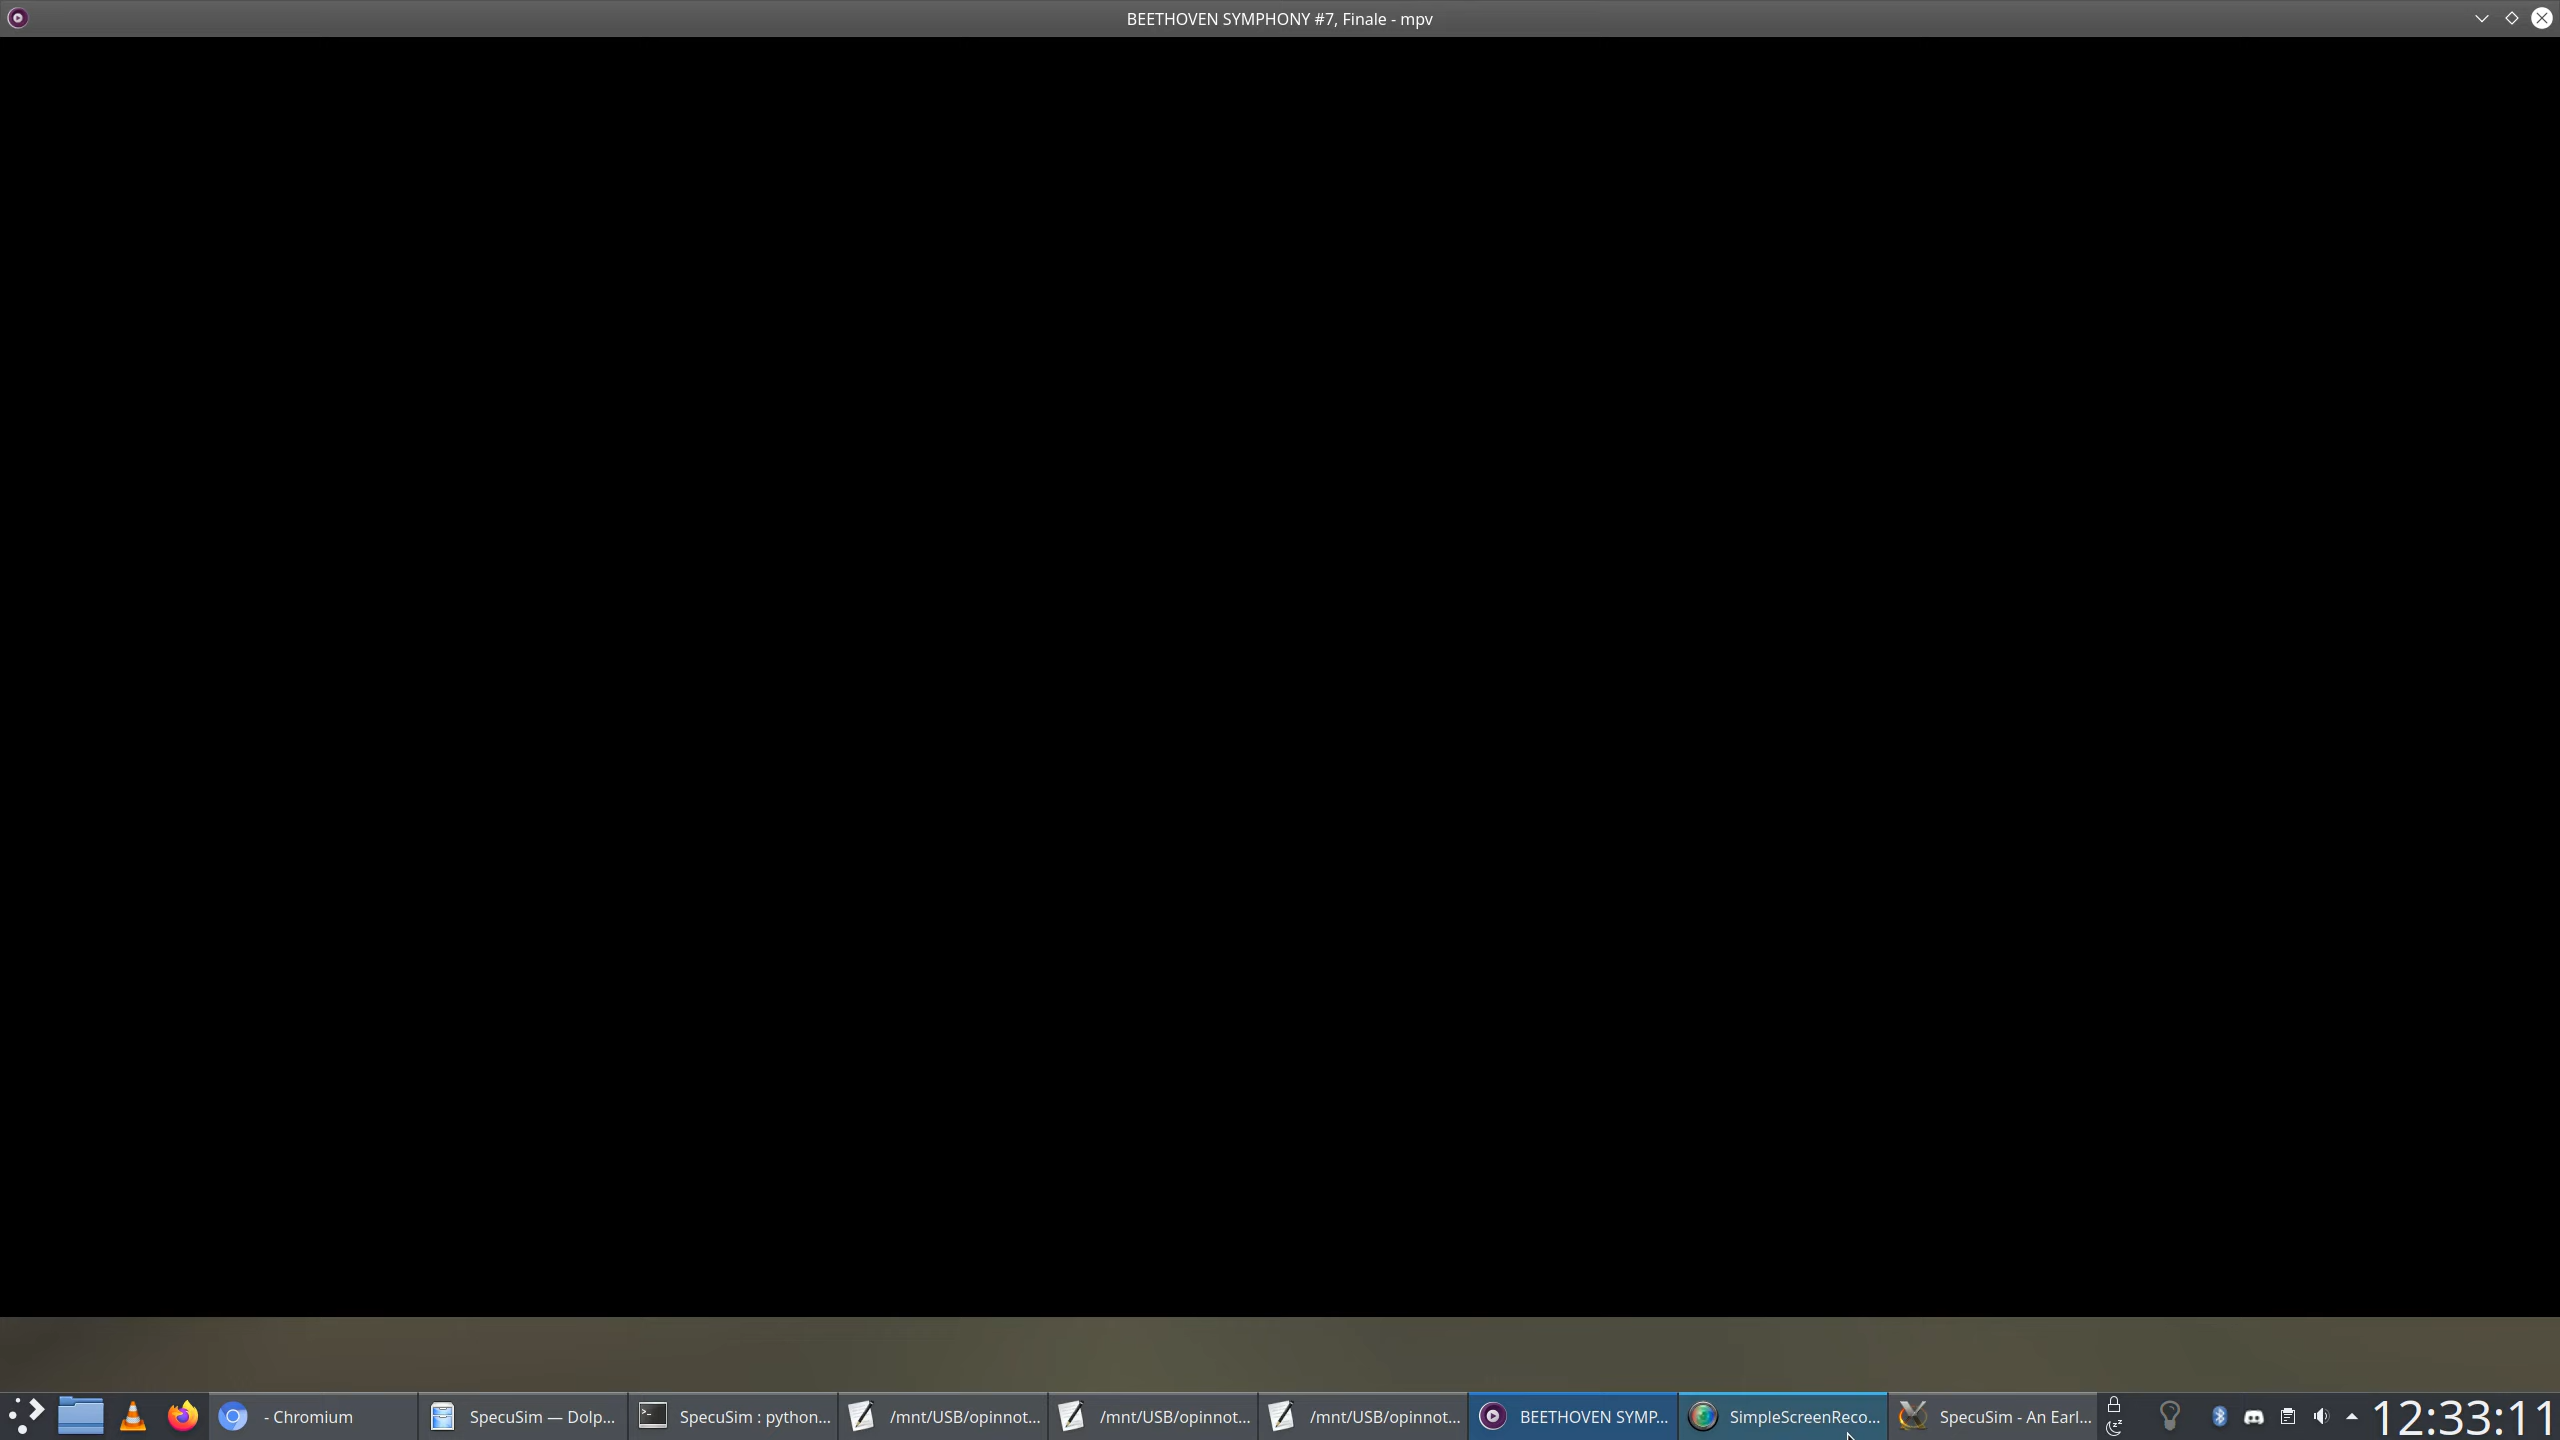 BEETHOVEN SYMPHONY #7, Finale - mpv
- Chromium
SpecuSim — Dolp...
SpecuSim : python...
/mnt/USB/opinnot...
/mnt/USB/opinnot...
/mnt/USB/opinnot...
BEETHOVEN SYMP...
SimpleScreenReco...
SpecuSim - An Earl...
12:33:11